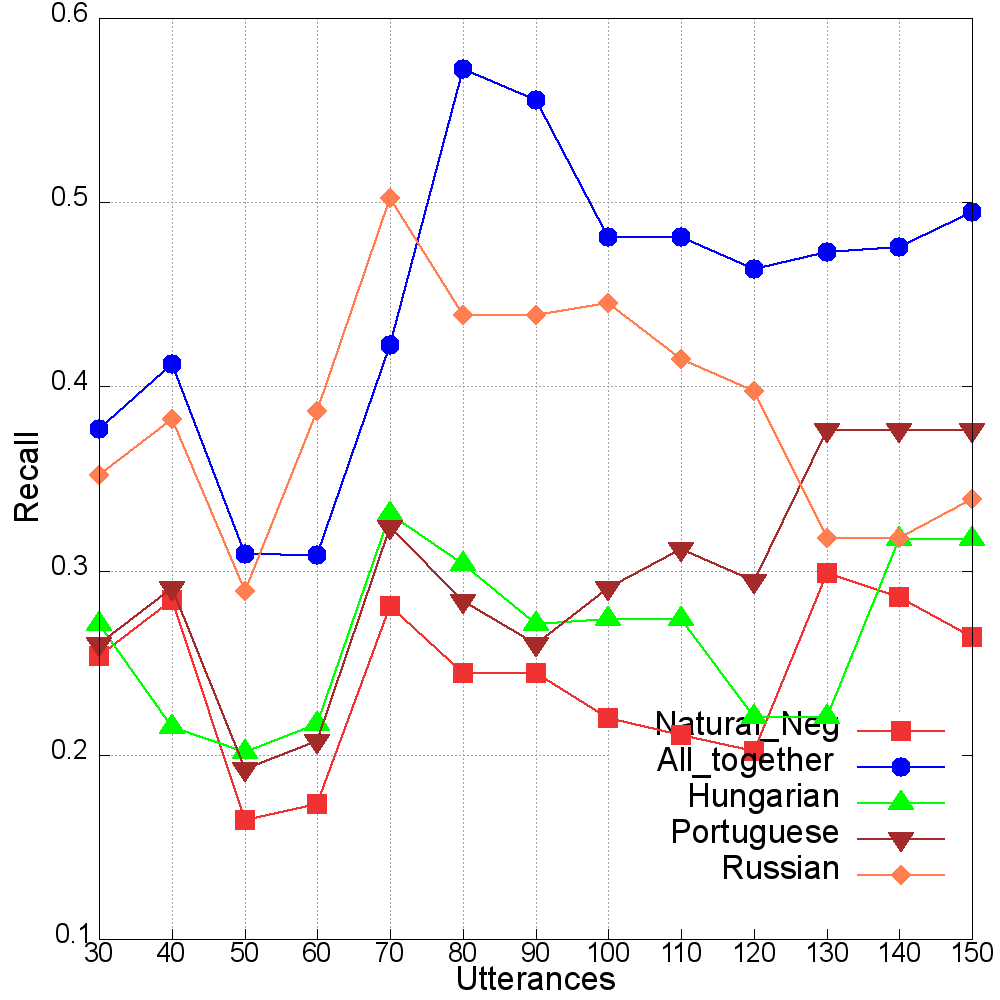 0.6
0.5
0.4
0.3
0.2
0.1
Recall
Natural_Neg
All_together
Hungarian
Portuguese
Russian
30 40 50 60 70 80 90 100 110 120 130 140 150
Utterances